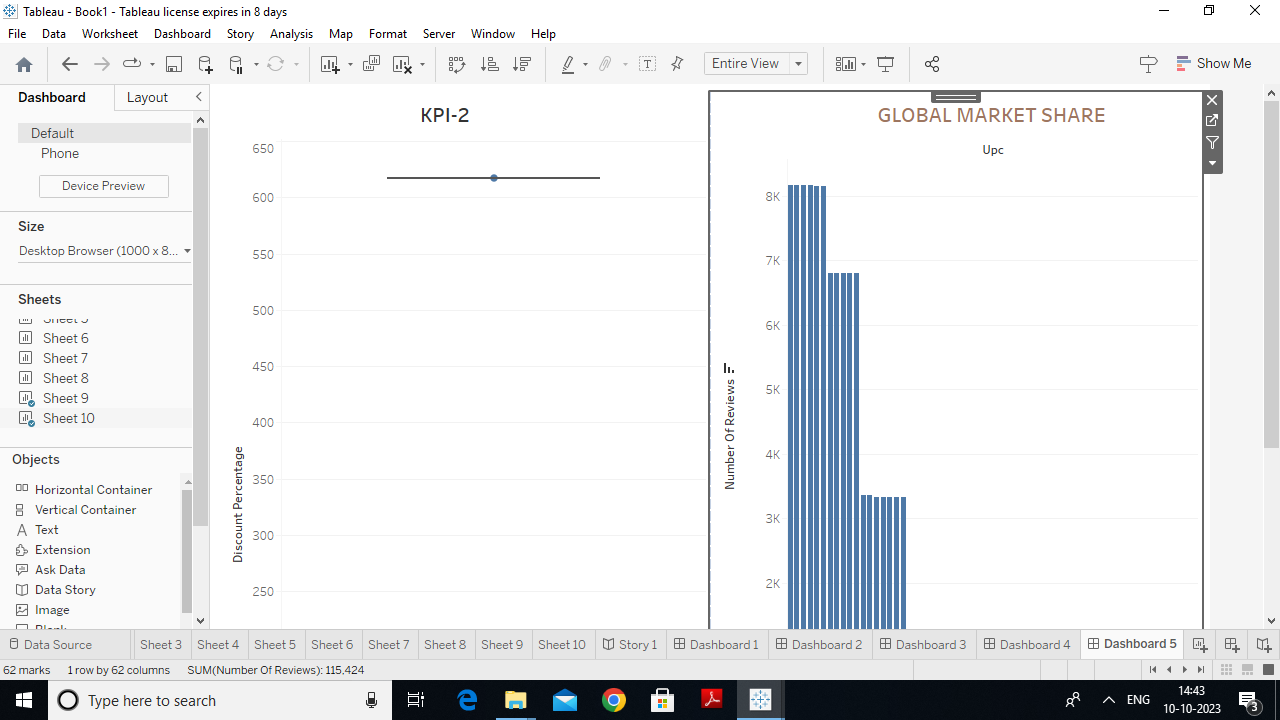 Tableau - Book1 - Tableau license expires in 8 days
File Data Worksheet Dashboard Story Analysis Map Format Server Window Help
Entire View
Show Me
Dashboard Layout
Default
Phone
Device Preview
Size
Desktop Browser (1000 x 8...
Sheets
Sheet 5
Sheet 6
Sheet 7
Sheet 8
Sheet 9
Sheet 10
Objects
Horizontal Container
Vertical Container
Text
Extension
Ask Data
Data Story
Image
Blank
KPI-2
650
600
550
500
450
400
350
300
250
Discount Percentage
GLOBAL MARKET SHARE
Upc
8K
7K
6K
5K
4K
3K
2K
Number Of Reviews
Data Source Sheet 3 Sheet 4 Sheet 5 Sheet 6 Sheet 7 Sheet 8 Sheet 9 Sheet 10 Story 1 Dashboard 1 Dashboard 2 Dashboard 3 Dashboard 4 Dashboard 5
62 marks 1 row by 62 columns SUM(Number Of Reviews): 115,424
Type here to search
ENG
14:43
10-10-2023
3